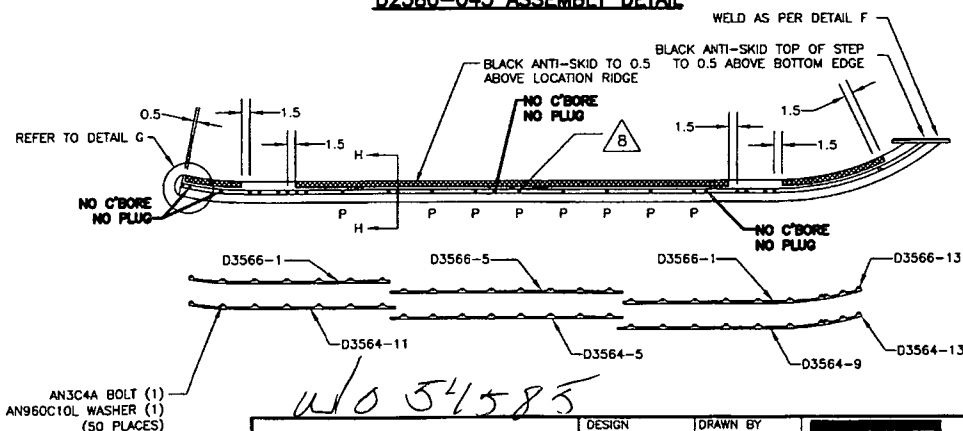 D2580-045 ASSEMBLY DETAIL
WELD AS PER DETAIL F
BLACK ANTI-SKID TO 0.5
ABOVE LOCATION RIDGE
BLACK ANTI-SKID TOP OF STEP
TO 0.5 ABOVE BOTTOM EDGE
NO C'BORE
NO PLUG
0.5
1.5
1.5
8
1.5
1.5
1.5
REFER TO DETAIL G
H
NO C'BORE
NO PLUG
P
P P P P P P P
H
NO C'BORE
NO PLUG
D3566-1
D3566-5
D3566-1
D3566-13
D3564-11
D3564-5
D3564-9
D3564-13
AN3C4A BOLT (1)
AN960C10L WASHER (1)
(50 PLACES)
W/O 54585
DESIGN
DRAWN BY